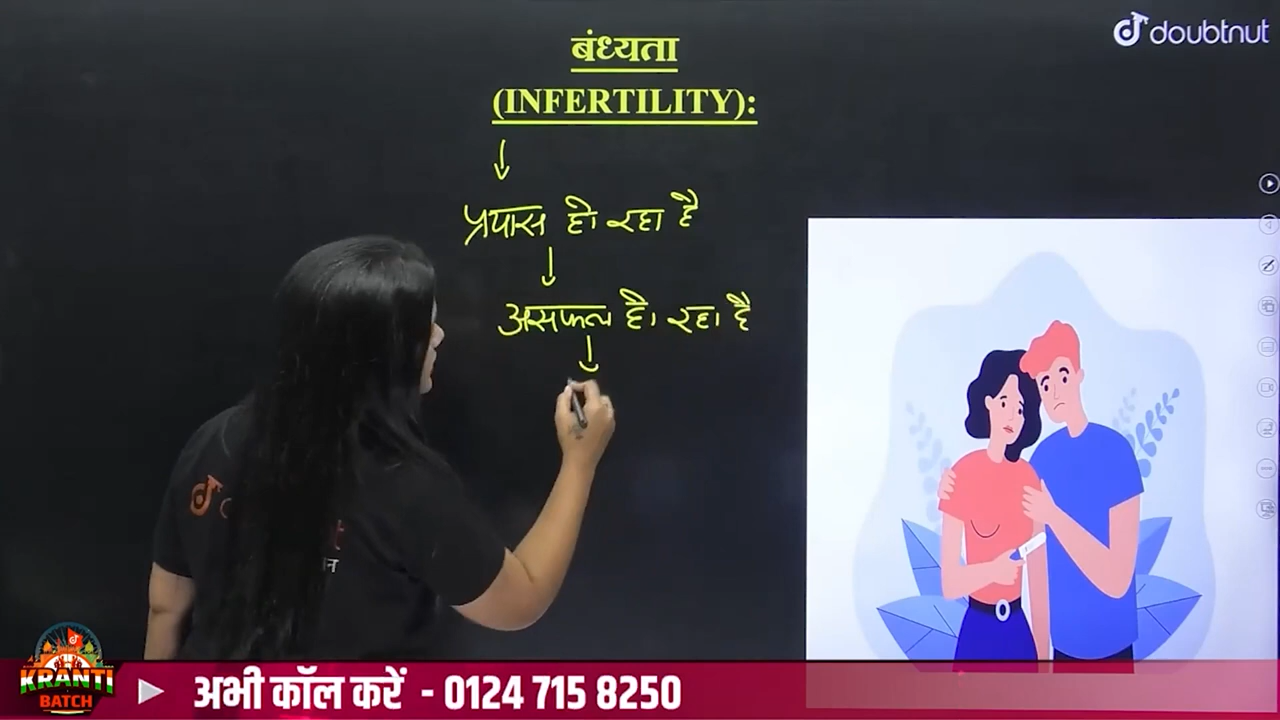 doubtnut
बंध्यता
(INFERTILITY):
↓
प्रयास हो रहा है
↓
असफल हो रहा है
↓
KRANTI
BATCH
अभी कॉल करें - 0124 715 8250